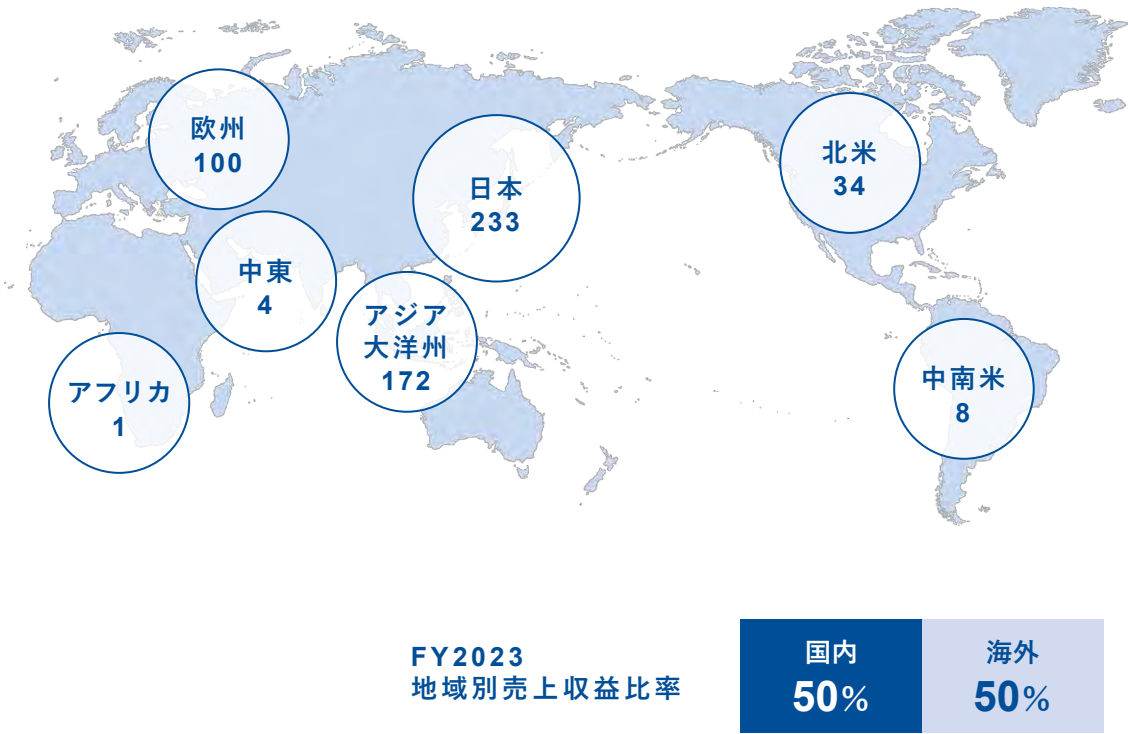 欧州
100
日本
233
北米
34
中東
4
アジア
大洋州
172
アフリカ
1
中南米
8
FY2023
地域別売上収益比率
国内
50%
海外
50%